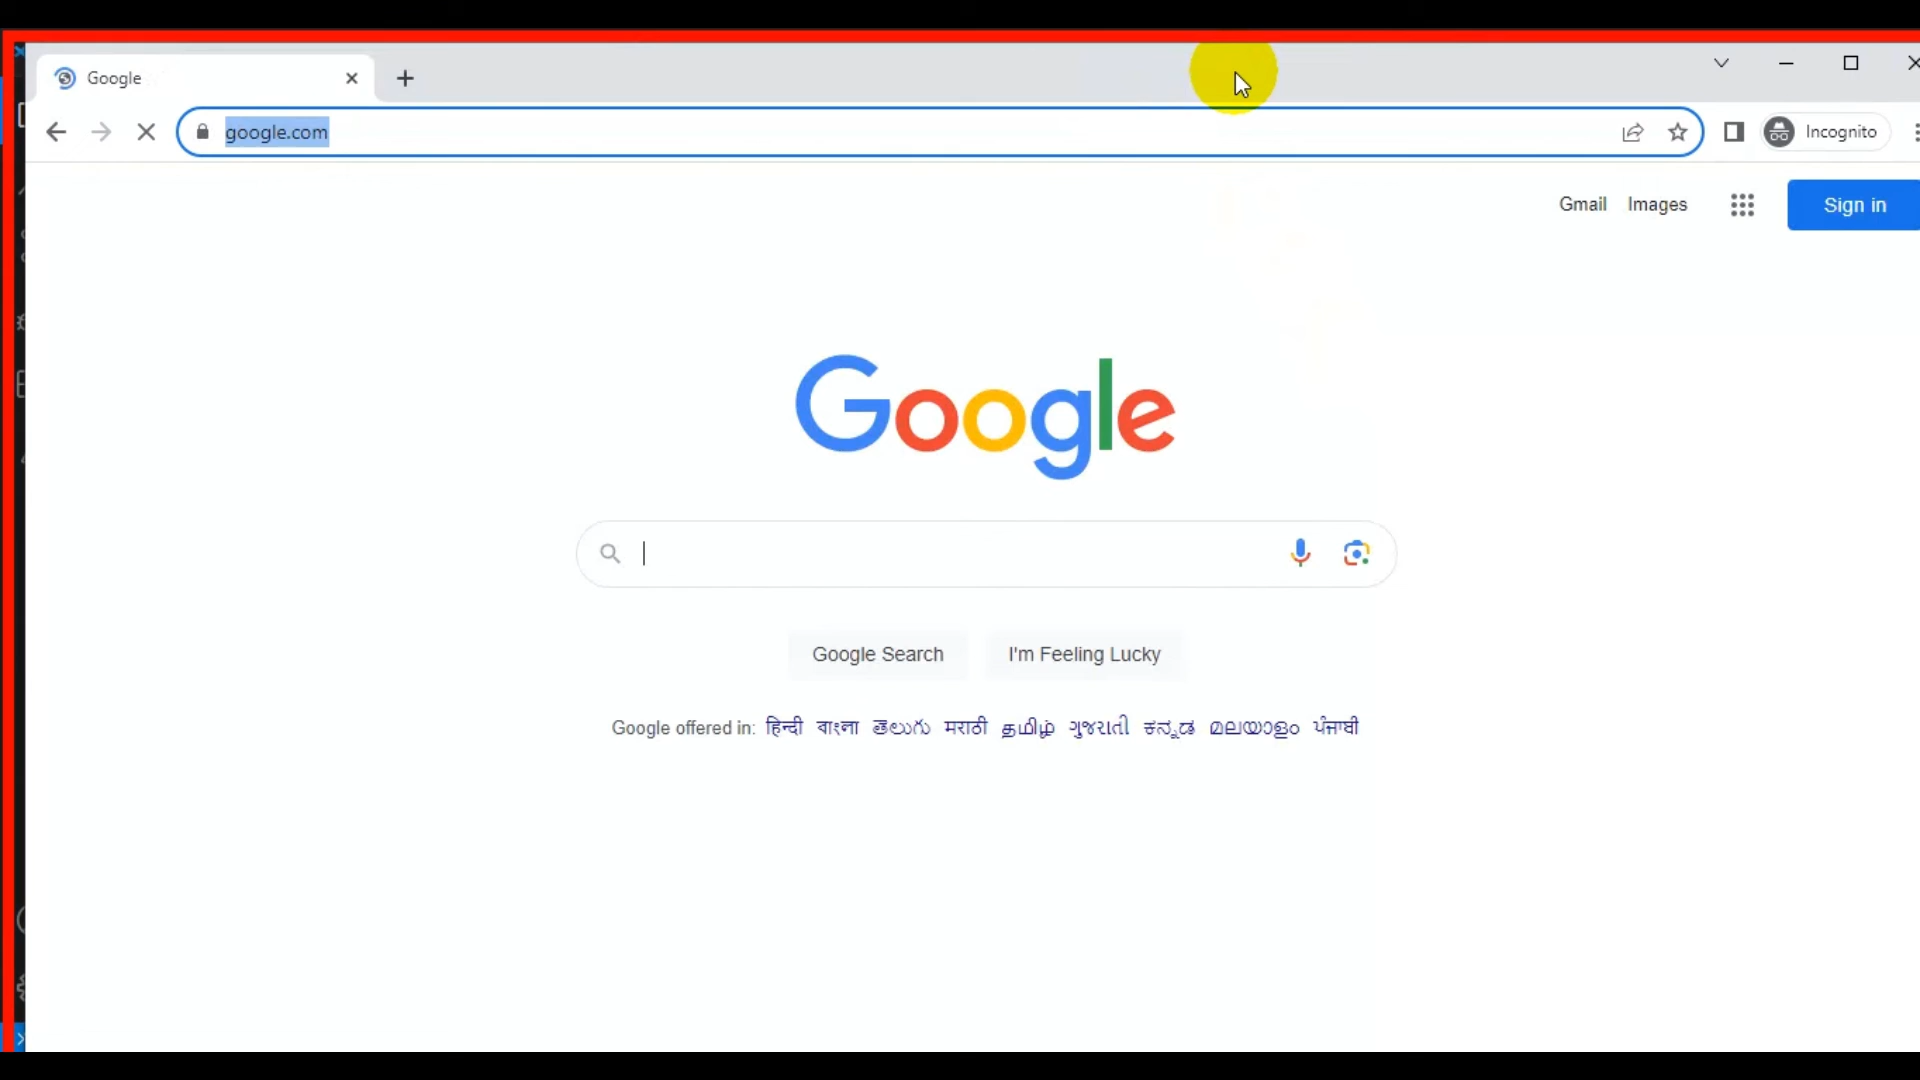 Google
google.com
Incognito
Gmail Images Sign in
Google
Google Search I'm Feeling Lucky
Google offered in: हिन्दी বাংলা తెలుగు मराठी தமிழ் ગુજરાતી ಕನ್ನಡ മലയാളം ਪੰਜਾਬੀ